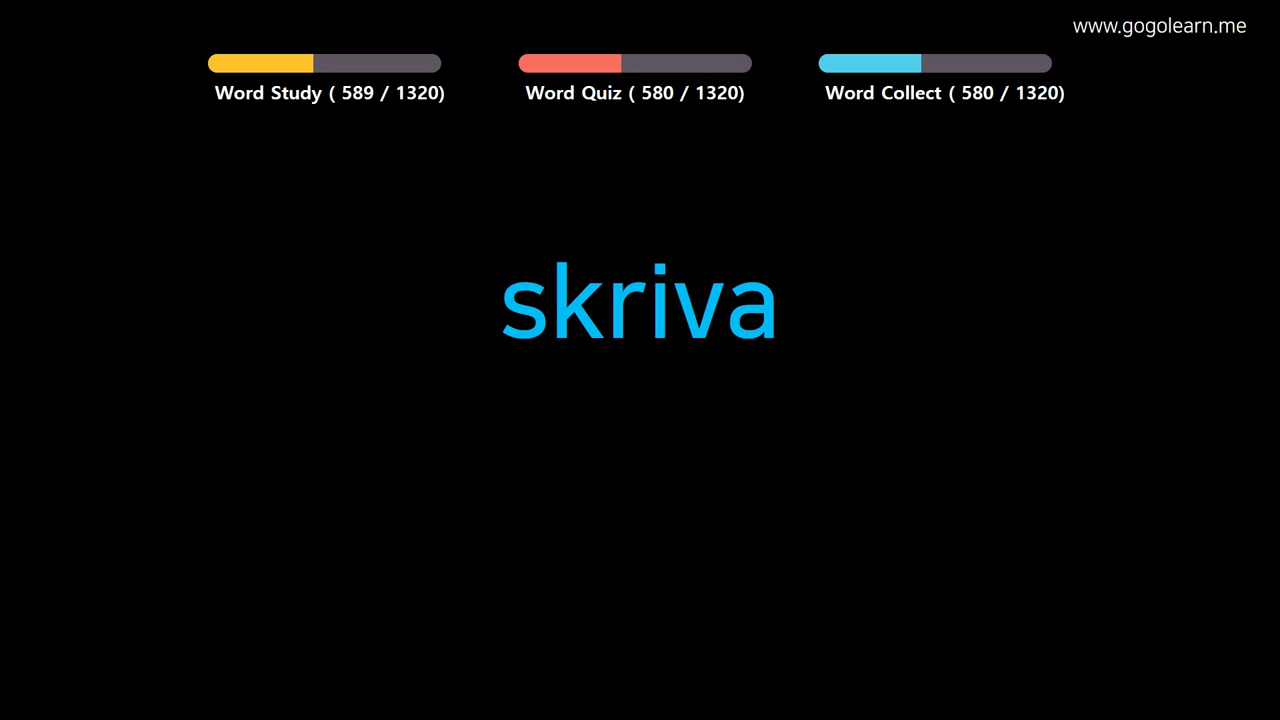 www.gogolearn.me
Word Study ( 589 / 1320)
Word Quiz ( 580 / 1320)
Word Collect ( 580 / 1320)
skriva